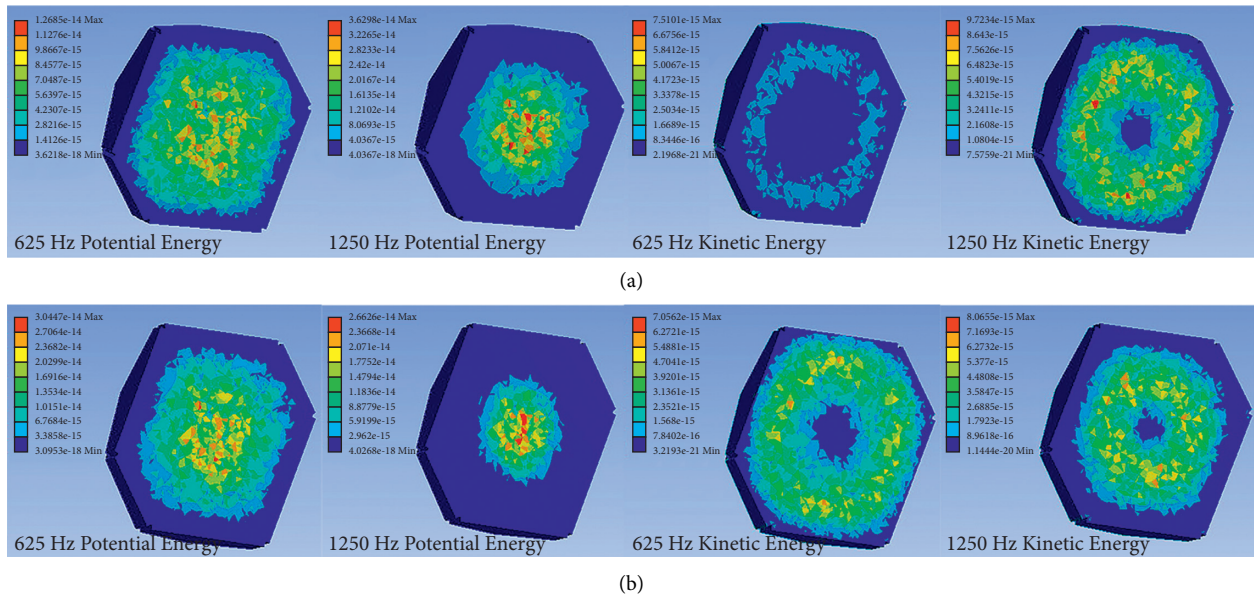 1.2685e-14 Max
1.1276e-14
9.8667e-15
8.4577e-15
7.0487e-15
5.6397e-15
4.2307e-15
2.8216e-15
1.4126e-15
3.6218e-18 Min
625 Hz Potential Energy
3.6298e-14 Max
3.2265e-14
2.8233e-14
2.42e-14
2.0167e-14
1.6135e-14
1.2102e-14
8.0693e-15
4.0367e-15
4.0367e-18 Min
1250 Hz Potential Energy
7.5101e-15 Max
6.6756e-15
5.8412e-15
5.0067e-15
4.1723e-15
3.3378e-15
2.5034e-15
1.6689e-15
8.3446e-16
2.1968e-21 Min
625 Hz Kinetic Energy
9.7234e-15 Max
8.643e-15
7.5626e-15
6.4823e-15
5.4019e-15
4.3215e-15
3.2411e-15
2.1608e-15
1.0804e-15
7.5759e-21 Min
1250 Hz Kinetic Energy
(a)
3.0447e-14 Max
2.7064e-14
2.3682e-14
2.0299e-14
1.6916e-14
1.3534e-14
1.0151e-14
6.7684e-15
3.3858e-15
3.0953e-18 Min
625 Hz Potential Energy
2.6626e-14 Max
2.3668e-14
2.071e-14
1.7752e-14
1.4794e-14
1.1836e-14
8.8779e-15
5.9199e-15
2.962e-15
4.0268e-18 Min
1250 Hz Potential Energy
7.0562e-15 Max
6.2721e-15
5.4881e-15
4.7041e-15
3.9201e-15
3.1361e-15
2.3521e-15
1.568e-15
7.8402e-16
3.2193e-21 Min
625 Hz Kinetic Energy
8.0655e-15 Max
7.1693e-15
6.2732e-15
5.377e-15
4.4808e-15
3.5847e-15
2.6885e-15
1.7923e-15
8.9618e-16
1.1444e-20 Min
1250 Hz Kinetic Energy
(b)